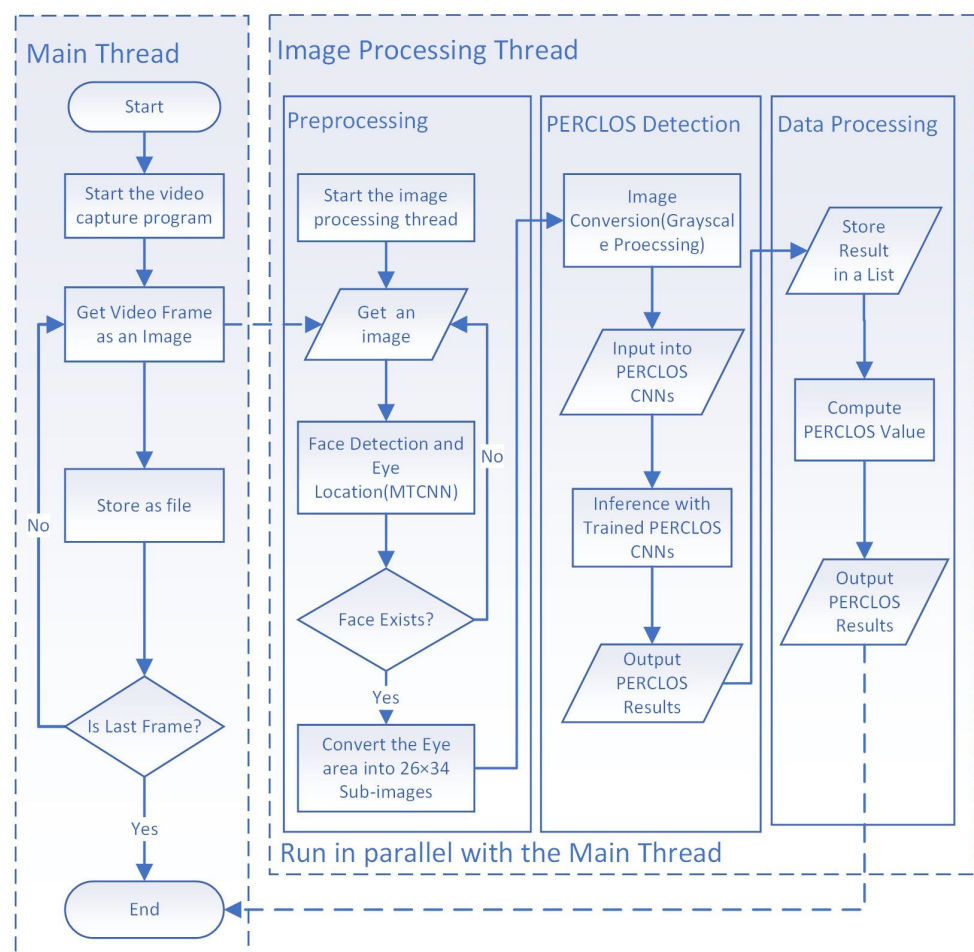 Main Thread
Start
Start the video
capture program
Get Video Frame
as an Image
Store as file
No
Is Last Frame?
Yes
End
Image Processing Thread
Preprocessing
Start the image
processing thread
Get an
image
Face Detection and
Eye
Location(MTCNN)
No
Face Exists?
Yes
Convert the Eye
area into 26×34
Sub-images
PERCLOS Detection
Image
Conversion(Graysca
le Proecssing)
Input into
PERCLOS
CNNs
Inference with
Trained PERCLOS
CNNs
Output
PERCLOS
Results
Data Processing
Store
Result
in a List
Compute
PERCLOS Value
Output
PERCLOS
Results
Run in parallel with the Main Thread